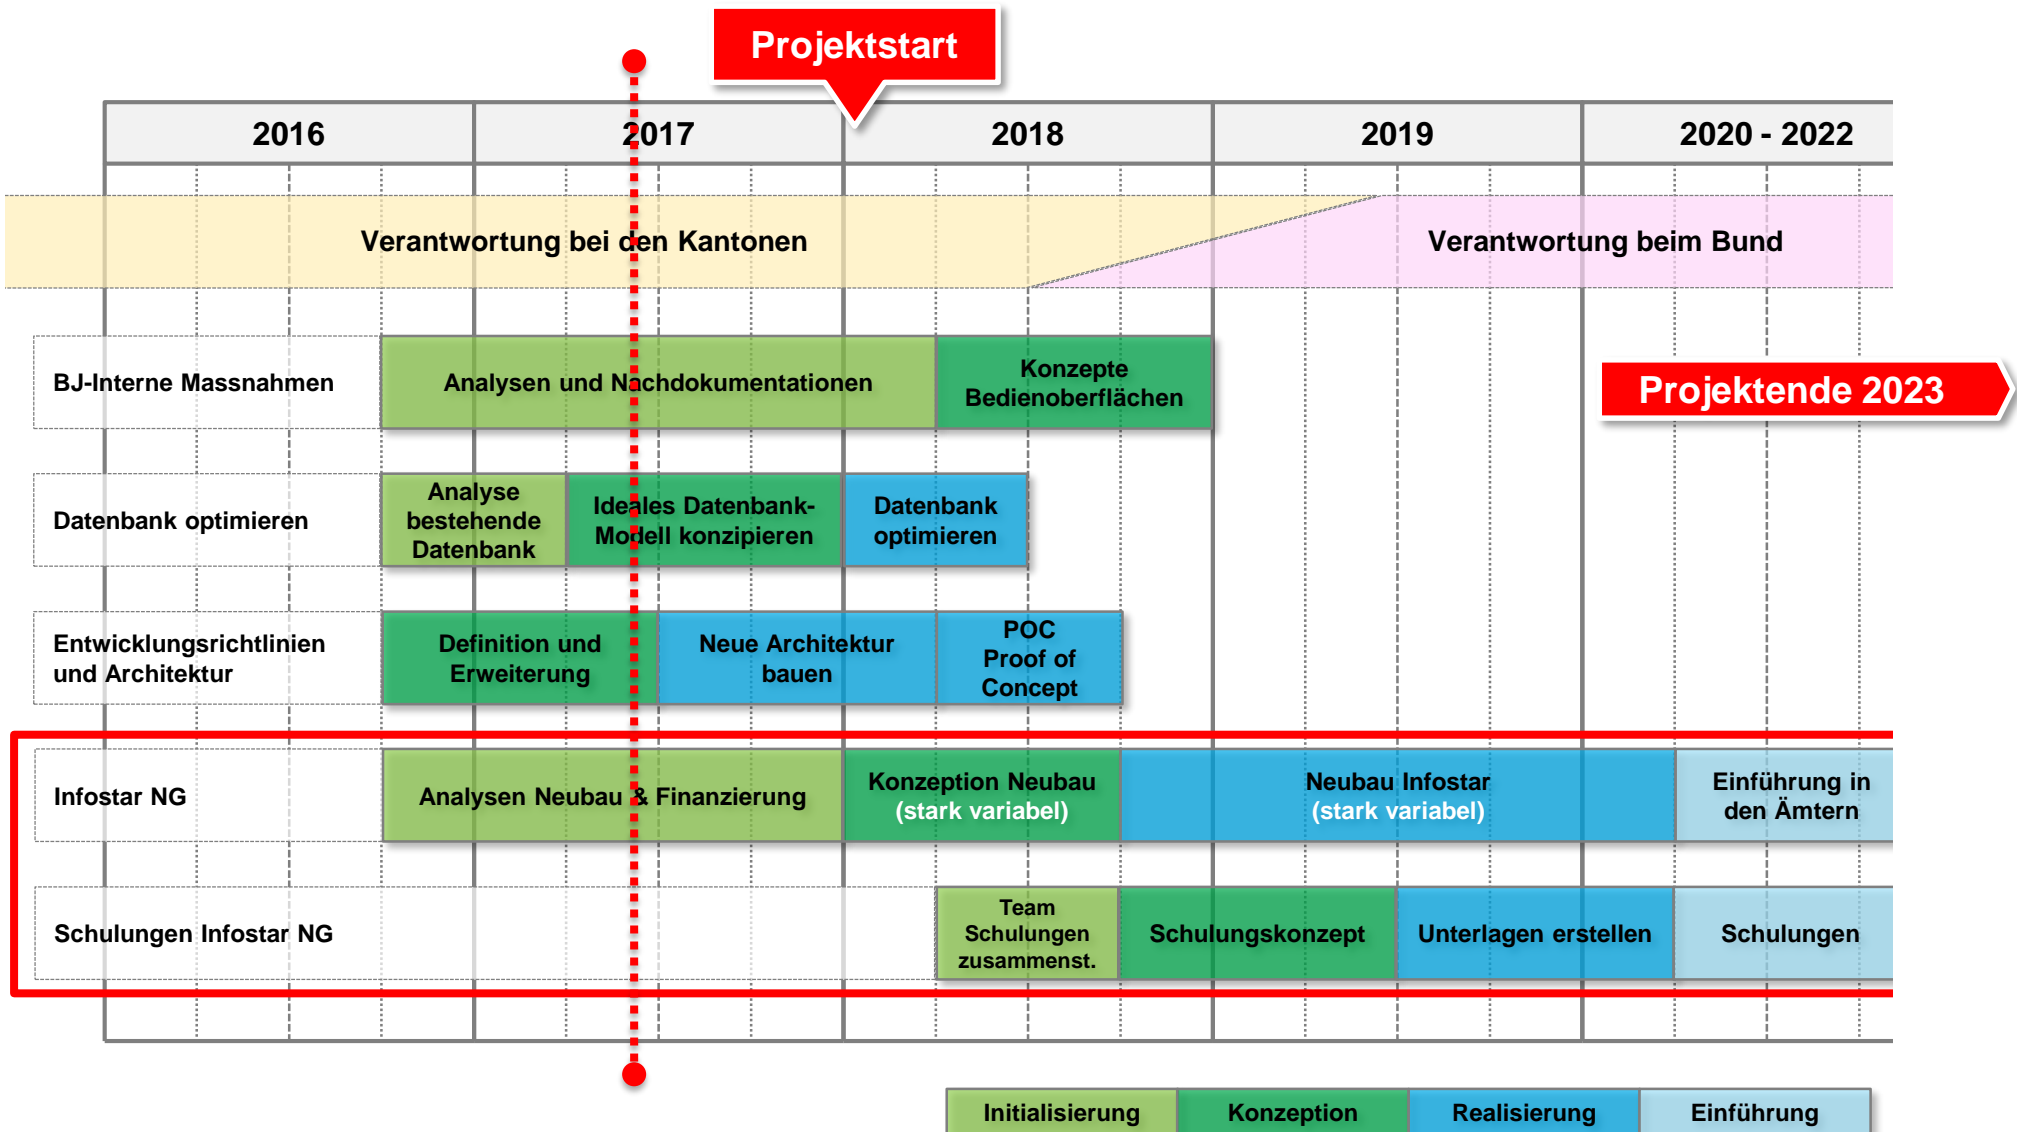 Projektstart
2016
2017
2018
2019
2020 - 2022
Verantwortung bei den Kantonen
Verantwortung beim Bund
BJ-Interne Massnahmen
Analysen und Nachdokumentationen
Konzepte
Bedienoberflächen
Projektende 2023
Datenbank optimieren
Analyse
bestehende
Datenbank
Ideales Datenbank-
Modell konzipieren
Datenbank
optimieren
Entwicklungsrichtlinien
und Architektur
Definition und
Erweiterung
Neue Architektur
bauen
POC
Proof of
Concept
Infostar NG
Analysen Neubau & Finanzierung
Konzeption Neubau
(stark variabel)
Neubau Infostar
(stark variabel)
Einführung in
den Ämtern
Schulungen Infostar NG
Team
Schulungen
zusammenst.
Schulungskonzept
Unterlagen erstellen
Schulungen
Initialisierung
Konzeption
Realisierung
Einführung